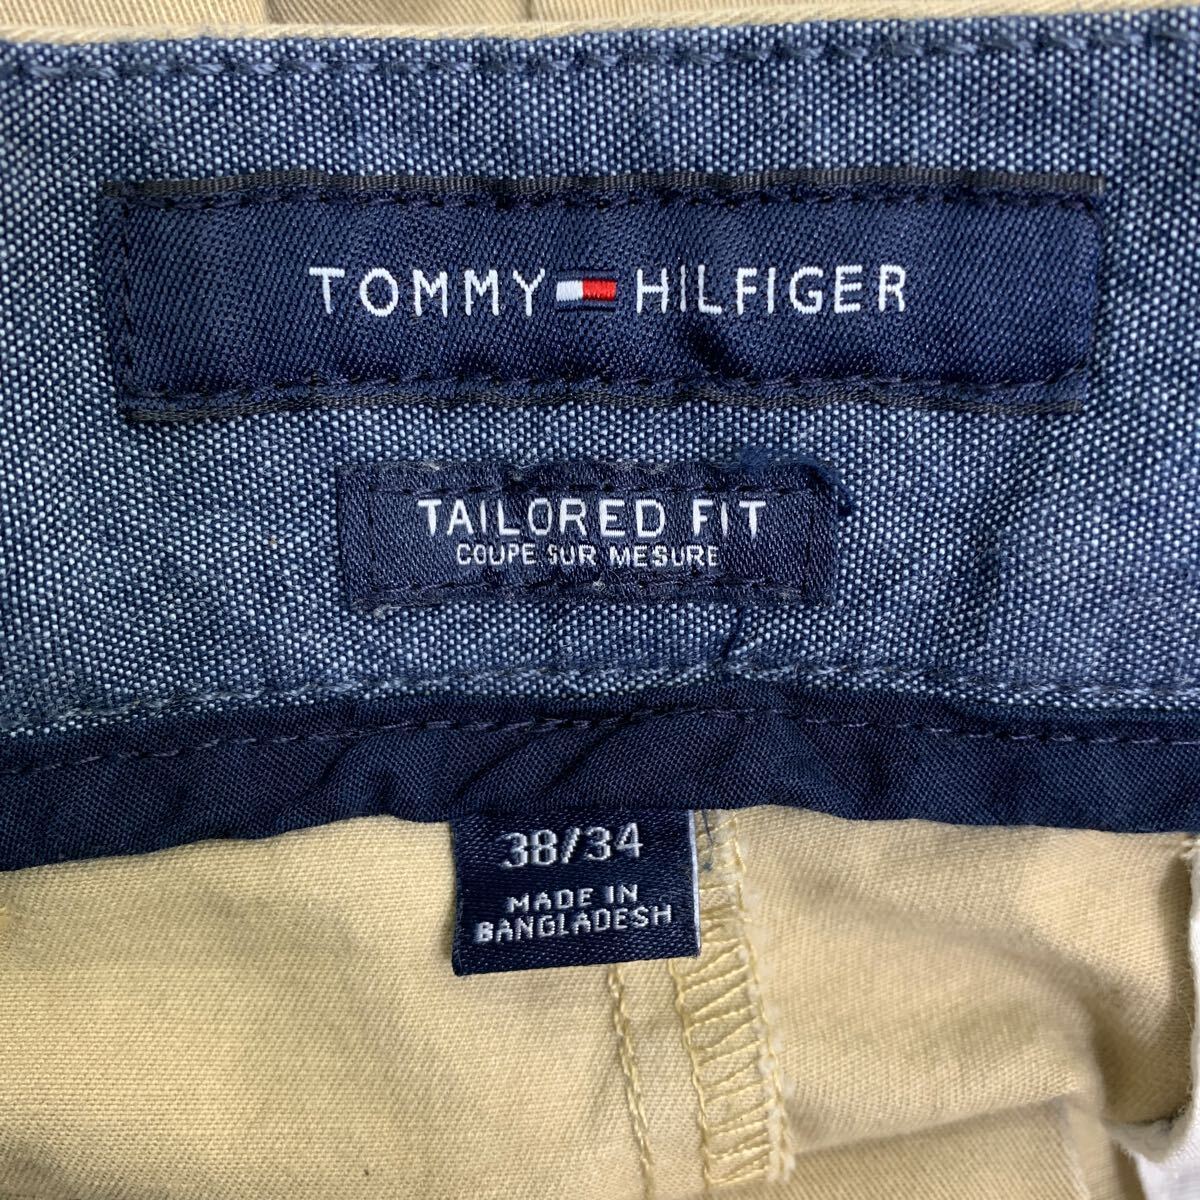 TOMMY HILFIGER
TAILORED FIT
COUPE SUR MESURE
38/34
MADE IN
BANGLADESH